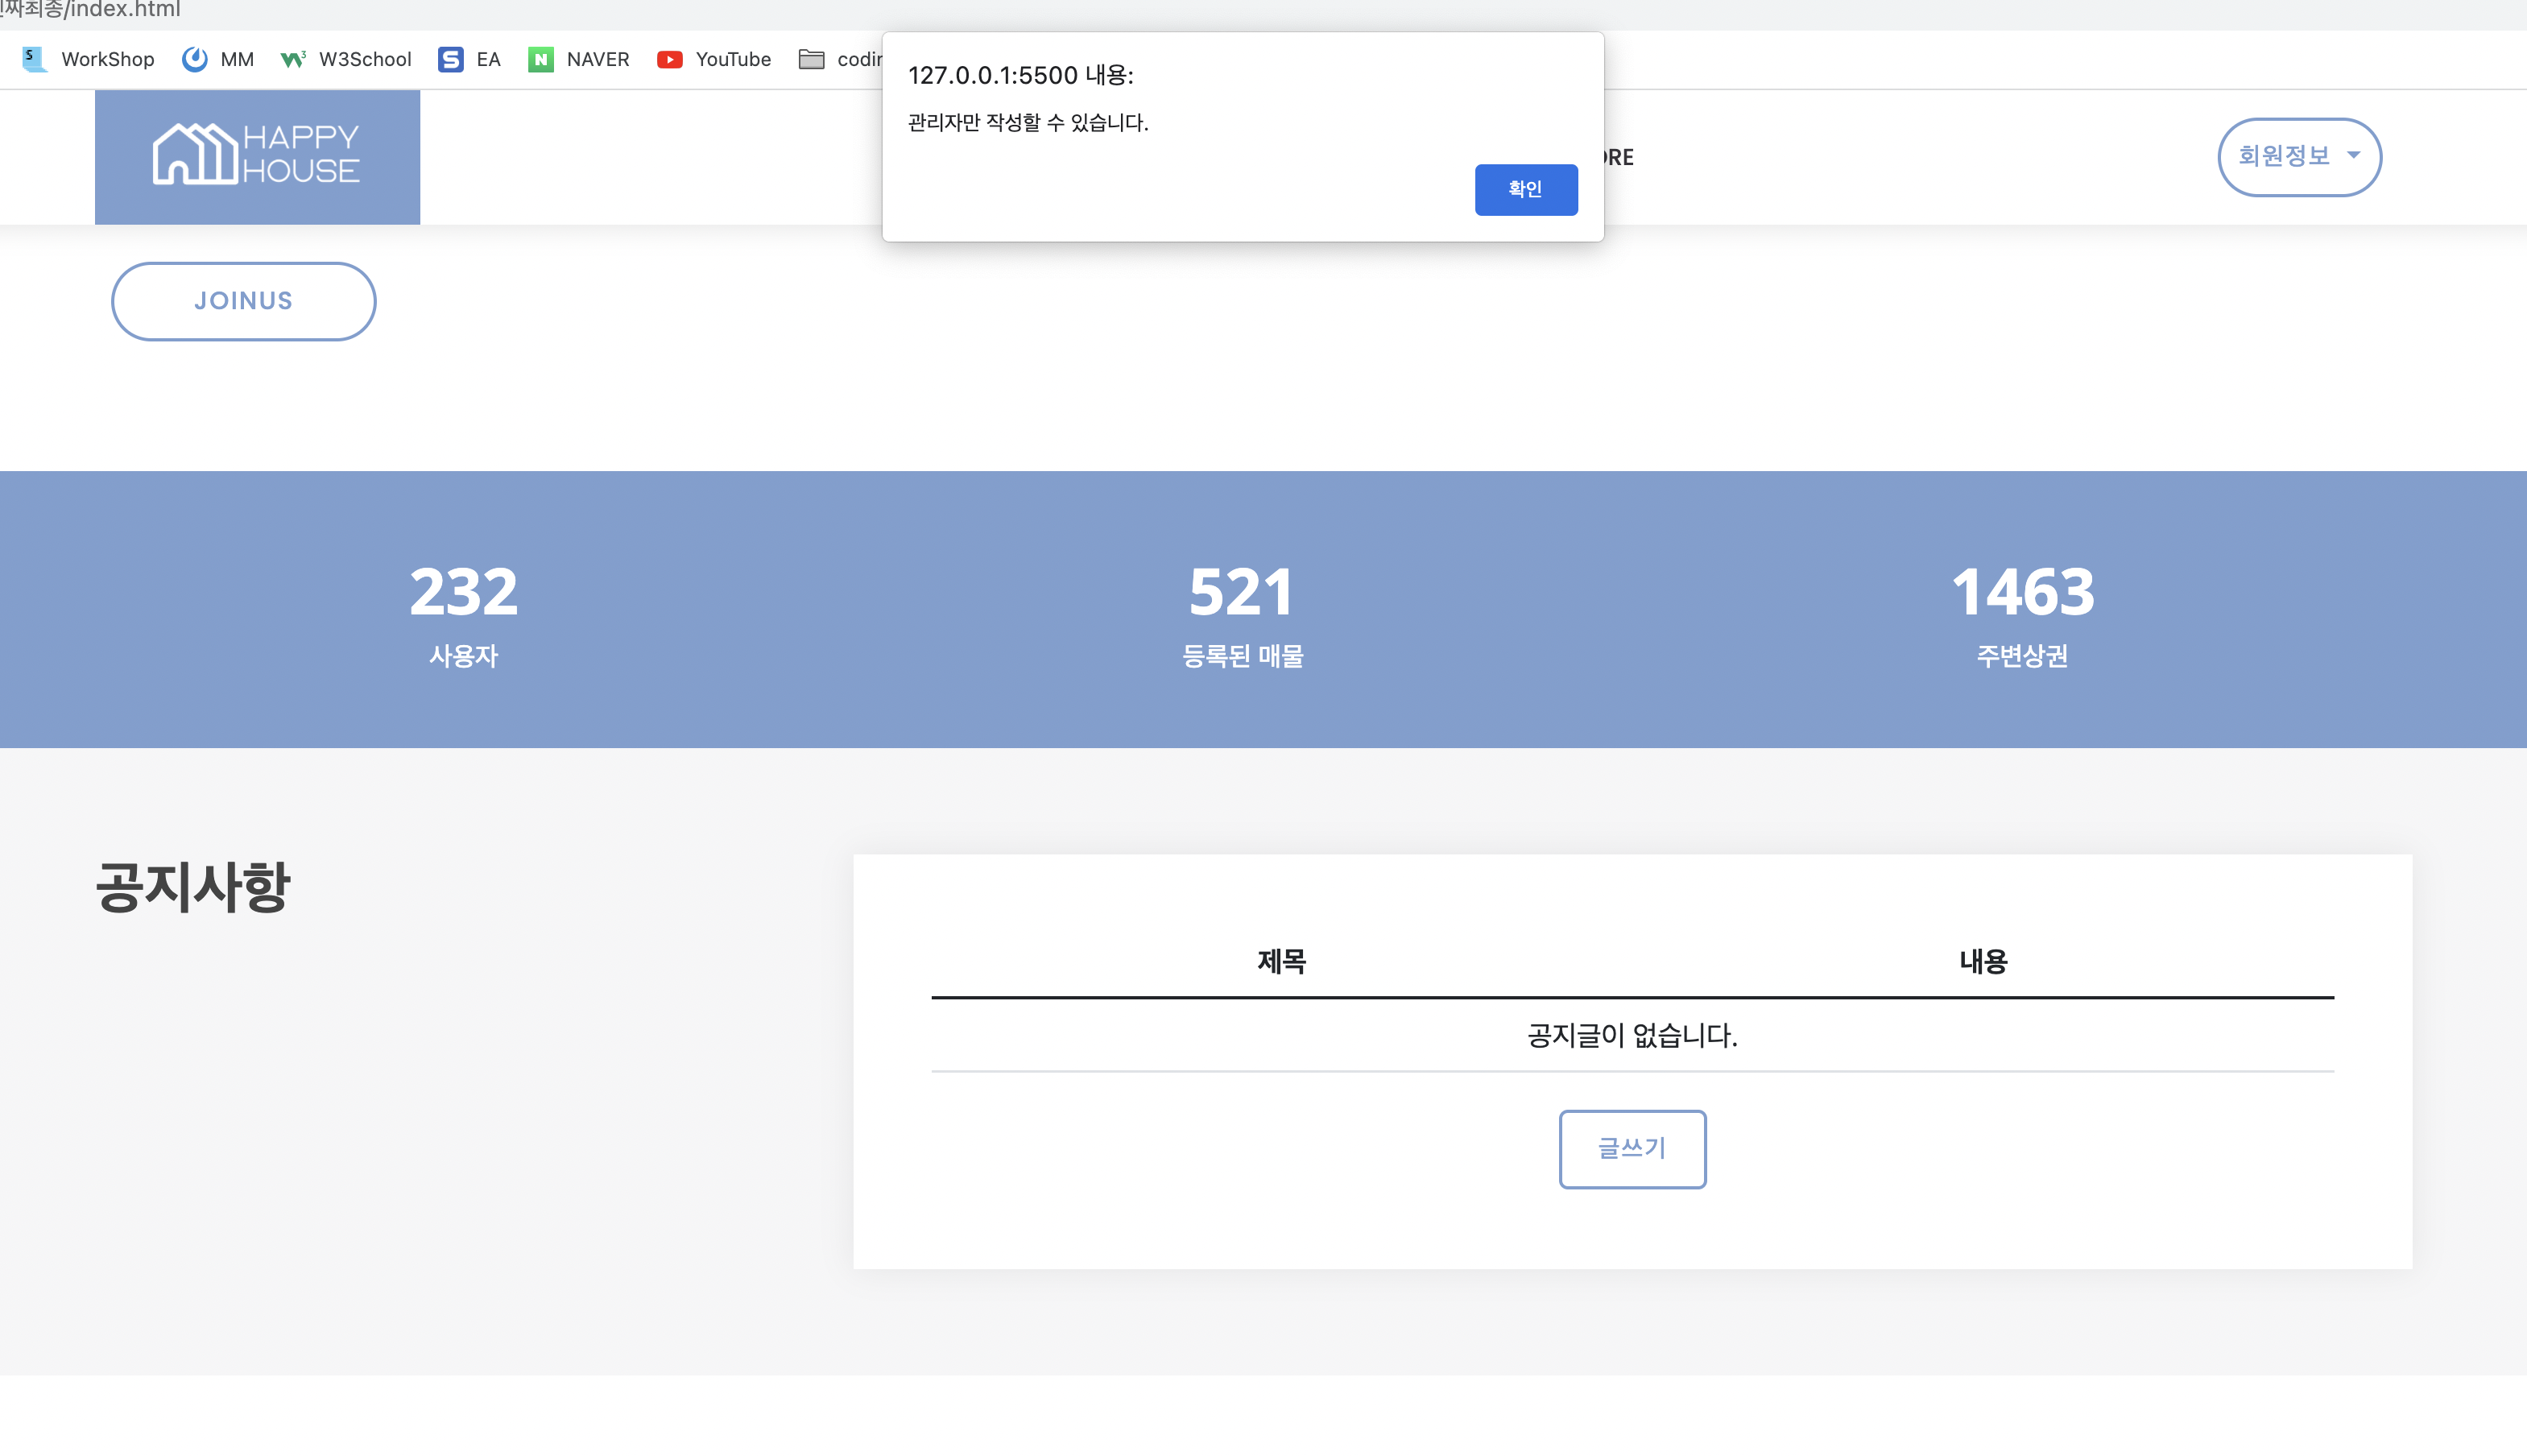 진짜최종/index.html
WorkShop MM W3School EA NAVER YouTube
127.0.0.1:5500 내용:
관리자만 작성할 수 있습니다.
확인
HAPPY
HOUSE
회원정보
JOINUS
232 521 1463
사용자 등록된 매물 주변상권
공지사항
제목 내용
공지글이 없습니다.
글쓰기